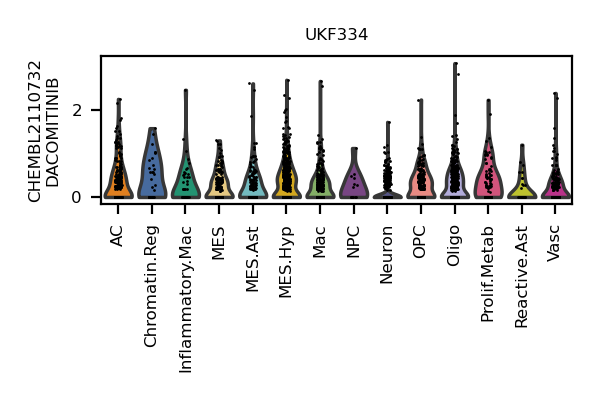 UKF334
CHEMBL2110732
DACOMITINIB
2
0
AC
Chromatin.Reg
Inflammatory.Mac
MES
MES.Ast
MES.Hyp
Mac
NPC
Neuron
OPC
Oligo
Prolif.Metab
Reactive.Ast
Vasc